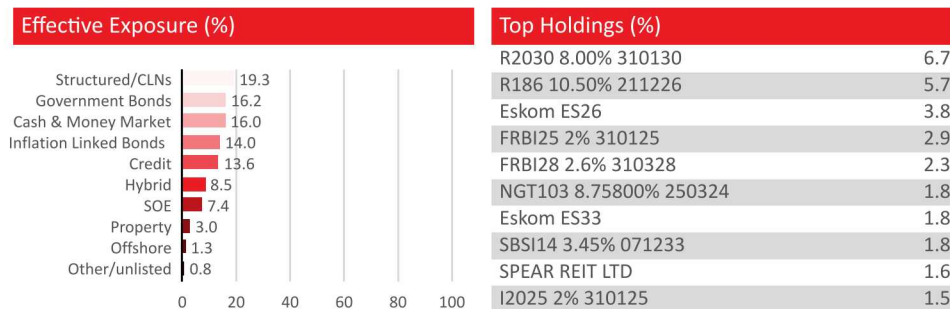 Effective Exposure (%)
Structured/CLNs 19.3
Government Bonds 16.2
Cash & Money Market 16.0
Inflation Linked Bonds 14.0
Credit 13.6
Hybrid 8.5
SOE 7.4
Property 3.0
Offshore 1.3
Other/unlisted 0.8
0 20 40 60 80 100
Top Holdings (%)
R2030 8.00% 310130 6.7
R186 10.50% 211226 5.7
Eskom ES26 3.8
FRBI25 2% 310125 2.9
FRBI28 2.6% 310328 2.3
NGT103 8.75800% 250324 1.8
Eskom ES33 1.8
SBSI14 3.45% 071233 1.8
SPEAR REIT LTD 1.6
I2025 2% 310125 1.5